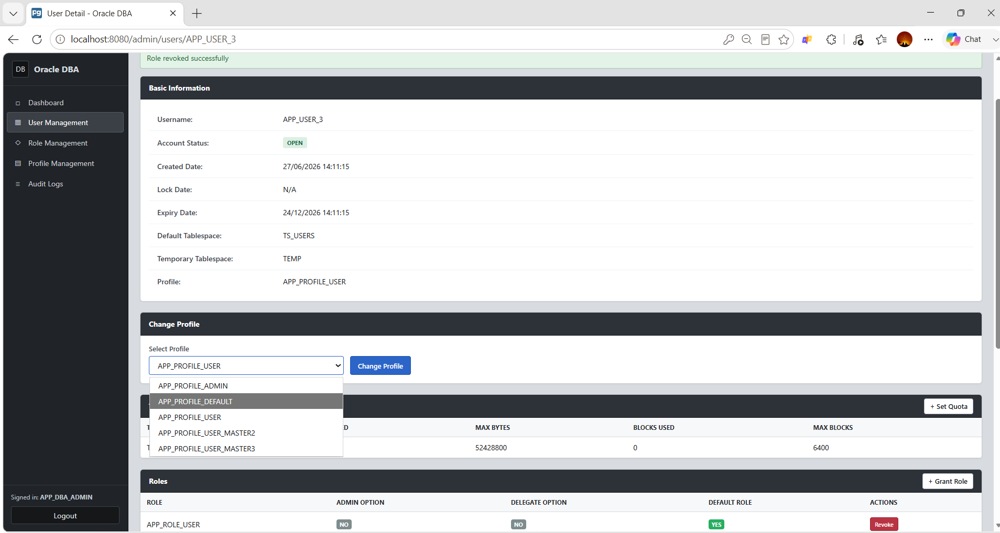 pg User Detail - Oracle DBA
localhost:8080/admin/users/APP_USER_3
Chat
DB Oracle DBA
Dashboard
User Management
Role Management
Profile Management
Audit Logs
Signed in: APP_DBA_ADMIN
Logout
Role revoked successfully
Basic Information
Username: APP_USER_3
Account Status: OPEN
Created Date: 27/06/2026 14:11:15
Lock Date: N/A
Expiry Date: 24/12/2026 14:11:15
Default Tablespace: TS_USERS
Temporary Tablespace: TEMP
Profile: APP_PROFILE_USER
Change Profile
Select Profile
APP_PROFILE_USER Change Profile
APP_PROFILE_ADMIN
APP_PROFILE_DEFAULT
APP_PROFILE_USER
APP_PROFILE_USER_MASTER2
APP_PROFILE_USER_MASTER3
+ Set Quota
MAX BYTES BLOCKS USED MAX BLOCKS
52428800 0 6400
Roles + Grant Role
ROLE ADMIN OPTION DELEGATE OPTION DEFAULT ROLE ACTIONS
APP_ROLE_USER NO NO YES Revoke